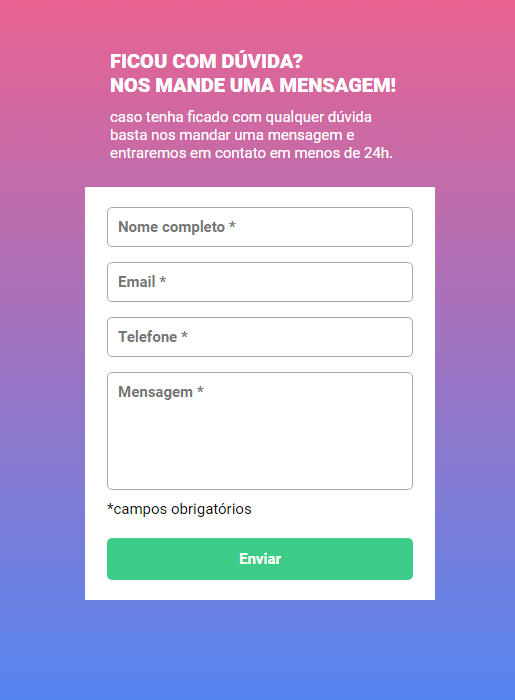 FICOU COM DÚVIDA?
NOS MANDE UMA MENSAGEM!
caso tenha ficado com qualquer dúvida
basta nos mandar uma mensagem e
entraremos em contato em menos de 24h.
Nome completo *
Email *
Telefone *
Mensagem *
*campos obrigatórios
Enviar